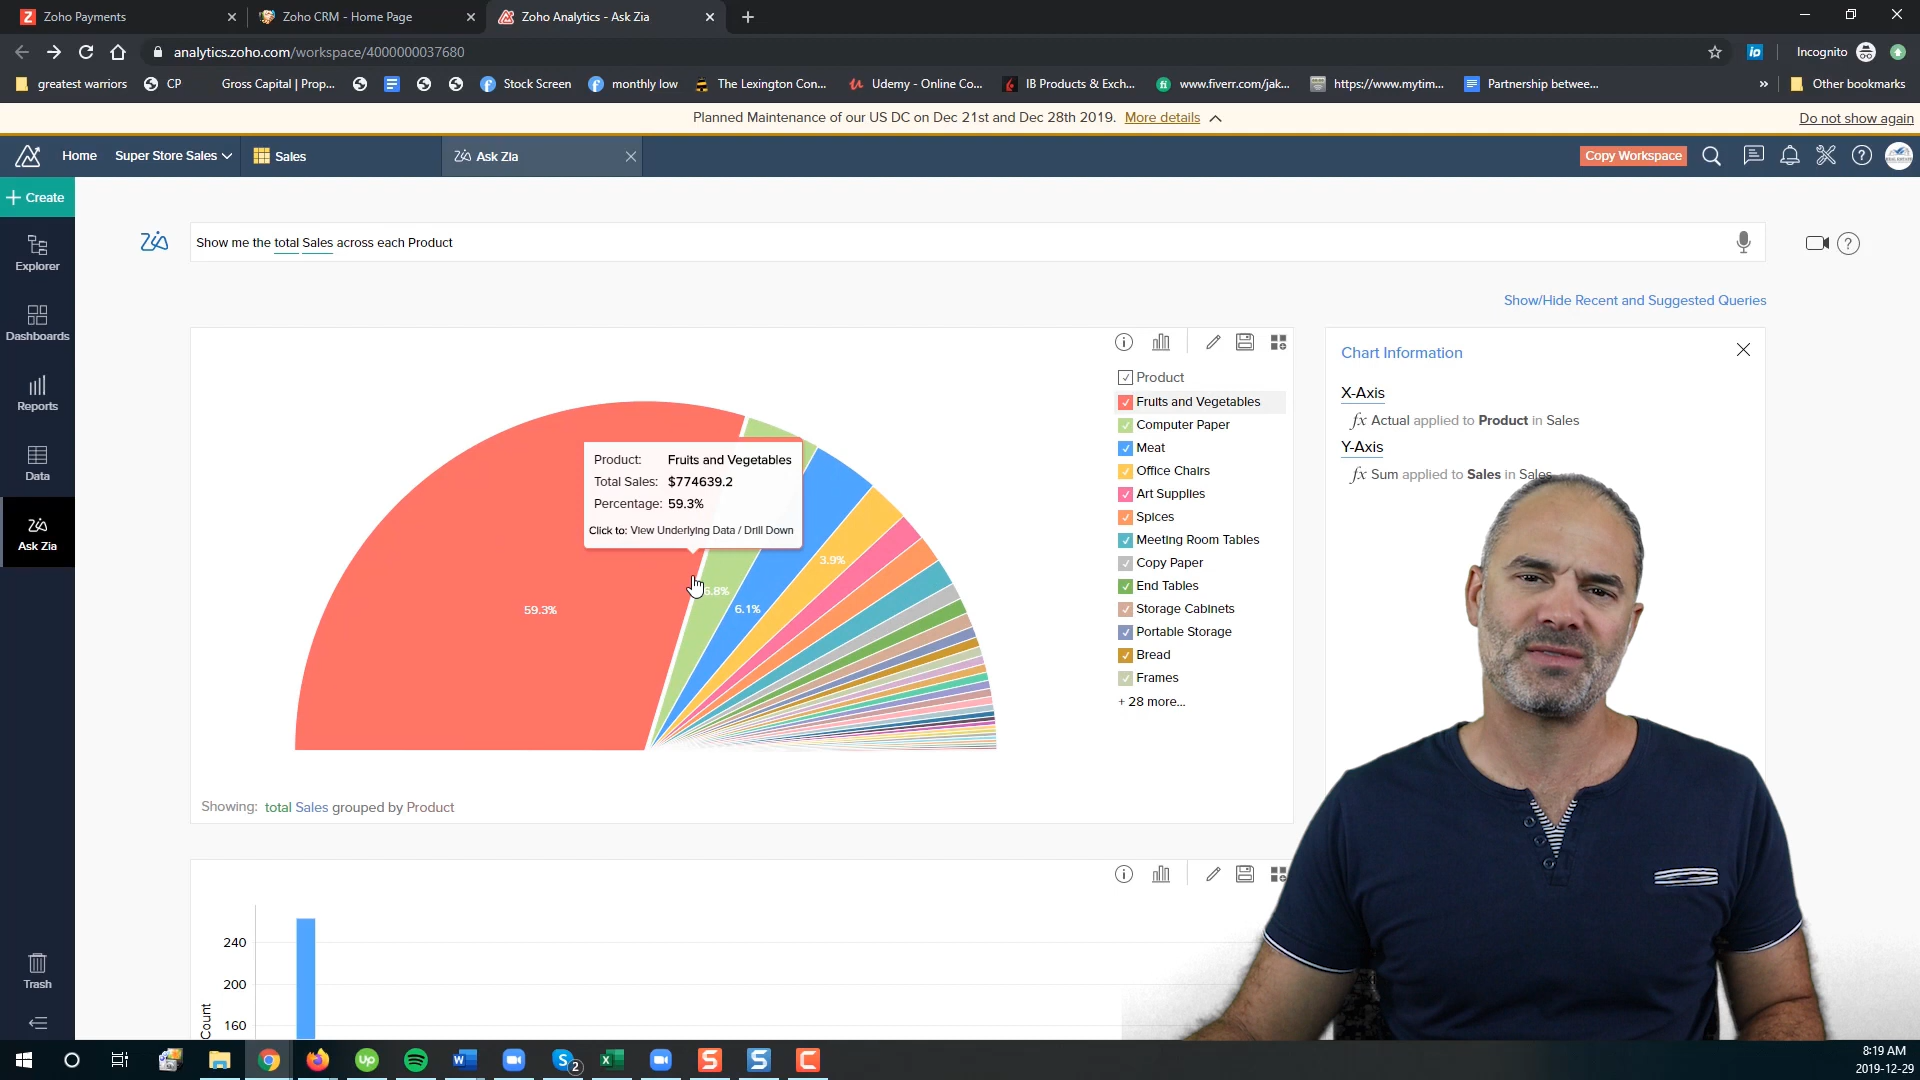 Zoho Payments
Zoho CRM - Home Page
Zoho Analytics - Ask Zia
analytics.zoho.com/workspace/4000000037680
Incognito
greatest warriors
CP
Gross Capital | Prop...
Stock Screen
monthly low
The Lexington Con...
Udemy - Online Co...
IB Products & Exch...
www.fiverr.com/jak...
https://www.mytim...
Partnership betwee...
»
Other bookmarks
Planned Maintenance of our US DC on Dec 21st and Dec 28th 2019. More details
Do not show again
Home
Super Store Sales
Sales
Ask Zia
Copy Workspace
+ Create
Explorer
Dashboards
Reports
Data
Ask Zia
Trash
Zia
Show me the total Sales across each Product
Show/Hide Recent and Suggested Queries
Product
Fruits and Vegetables
Computer Paper
Meat
Office Chairs
Art Supplies
Spices
Meeting Room Tables
Copy Paper
End Tables
Storage Cabinets
Portable Storage
Bread
Frames
+ 28 more...
Product: Fruits and Vegetables
Total Sales: $774639.2
Percentage: 59.3%
Click to: View Underlying Data / Drill Down
59.3%
6.1%
3.9%
Showing: total Sales grouped by Product
Chart Information
X-Axis
fx Actual applied to Product in Sales
Y-Axis
fx Sum applied to Sales in Sales
240
200
160
Count
8:19 AM
2019-12-29